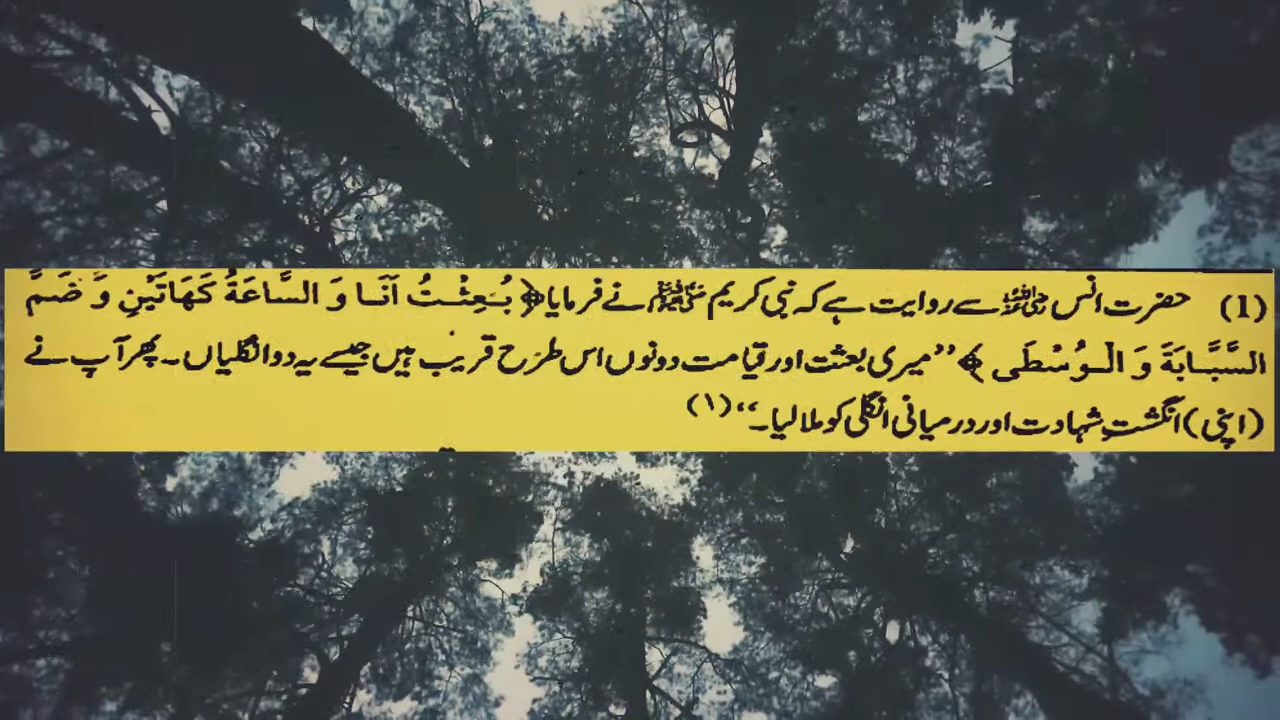 (1) حضرت انس رضی اللہ عنہ سے روایت ہے کہ نبی کریم ﷺ نے فرمایا ﴿ بُعِثْتُ أَنَا وَ السَّاعَةُ كَهَاتَيْنِ وَ ضَمَّ
السَّبَّابَةَ وَ الْوُسْطَى ﴾ ’’میری بعثت اور قیامت دونوں اس طرح قریب ہیں جیسے یہ دو انگلیاں۔ پھر آپ نے
(اپنی) انگشتِ شہادت اور درمیانی انگلی کو ملا لیا۔‘‘ (۱)